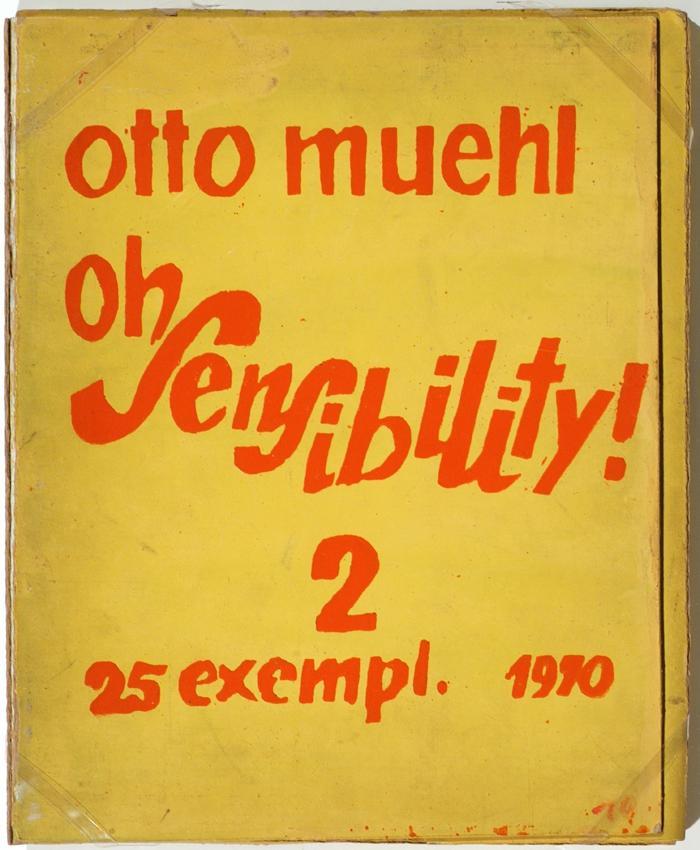 otto muehl
oh
Sensibility!
2
25 exempl. 1970